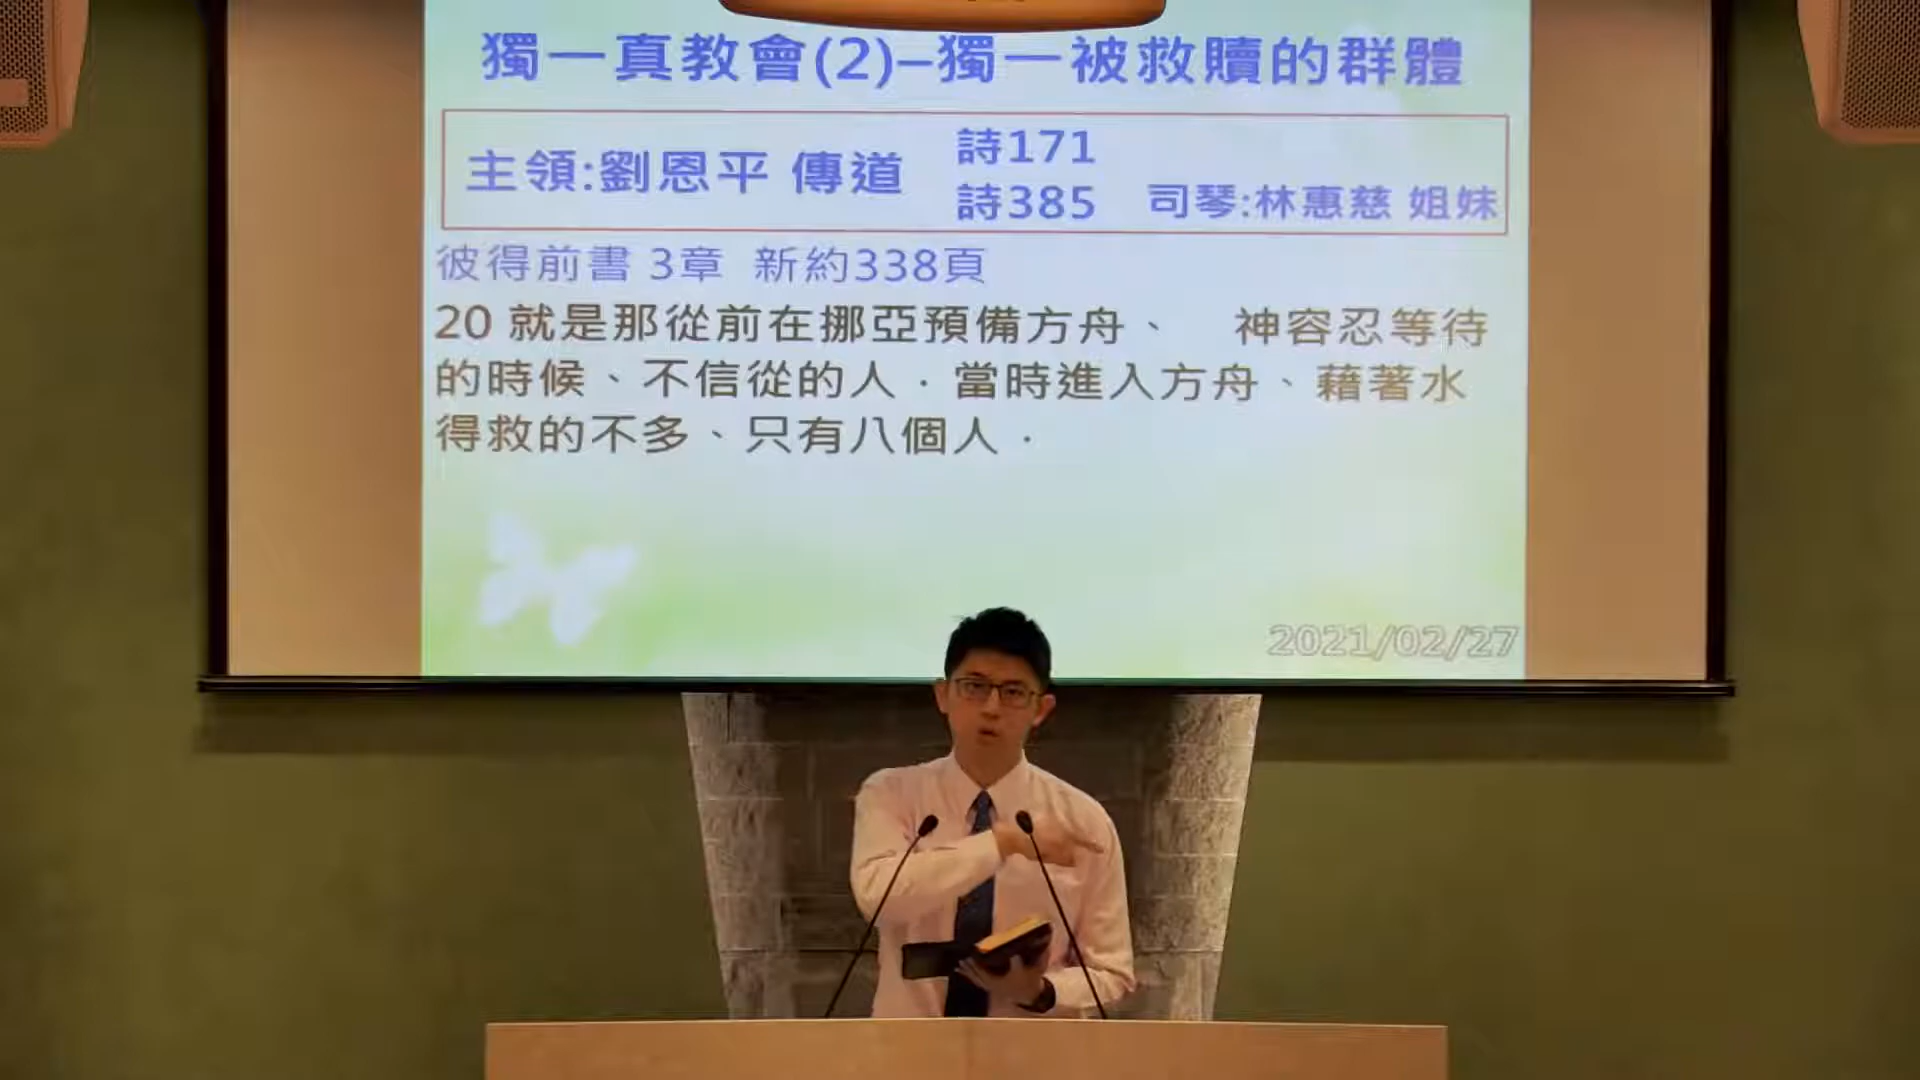 獨一真教會(2)–獨一被救贖的群體
主領:劉恩平 傳道
詩171
詩385 司琴:林惠慈 姐妹
彼得前書 3章 新約338頁
20 就是那從前在挪亞預備方舟、 神容忍等待
的時候、不信從的人．當時進入方舟、藉著水
得救的不多、只有八個人．
2021/02/27